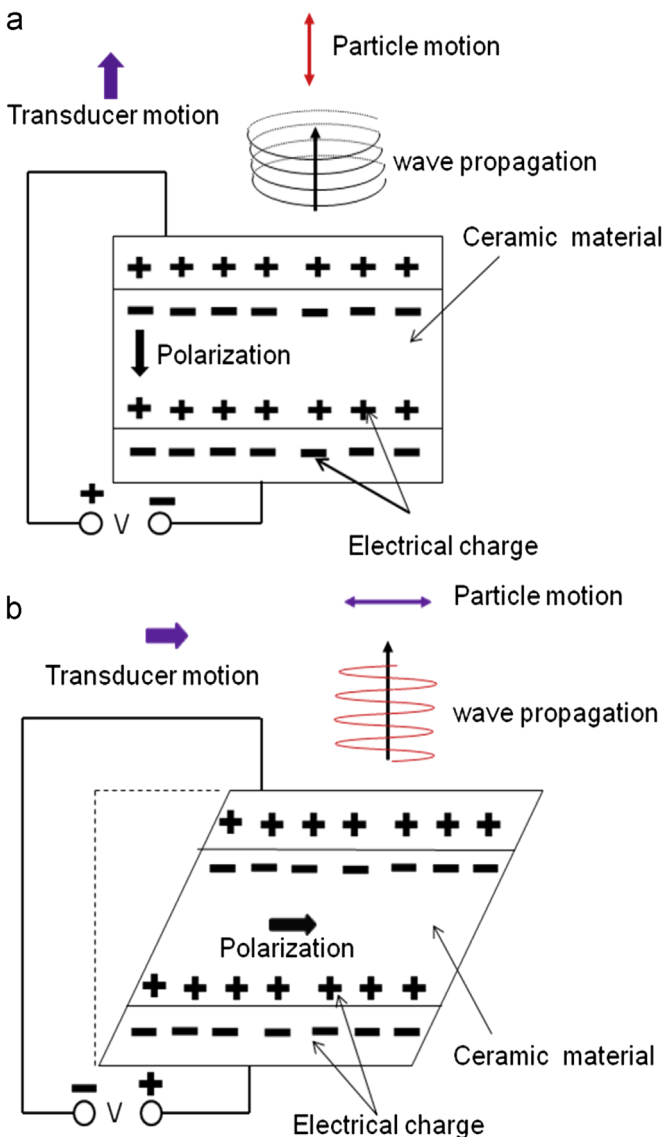 a
Particle motion
Transducer motion
wave propagation
Ceramic material
+ + + + + + +
− − − − − − −
Polarization
+ + + + + + +
− − − − − − −
+ −
V
Electrical charge
b
Particle motion
Transducer motion
wave propagation
+ + + + + + +
− − − − − − −
Polarization
+ + + + + + +
− − − − − − −
Ceramic material
− +
V
Electrical charge